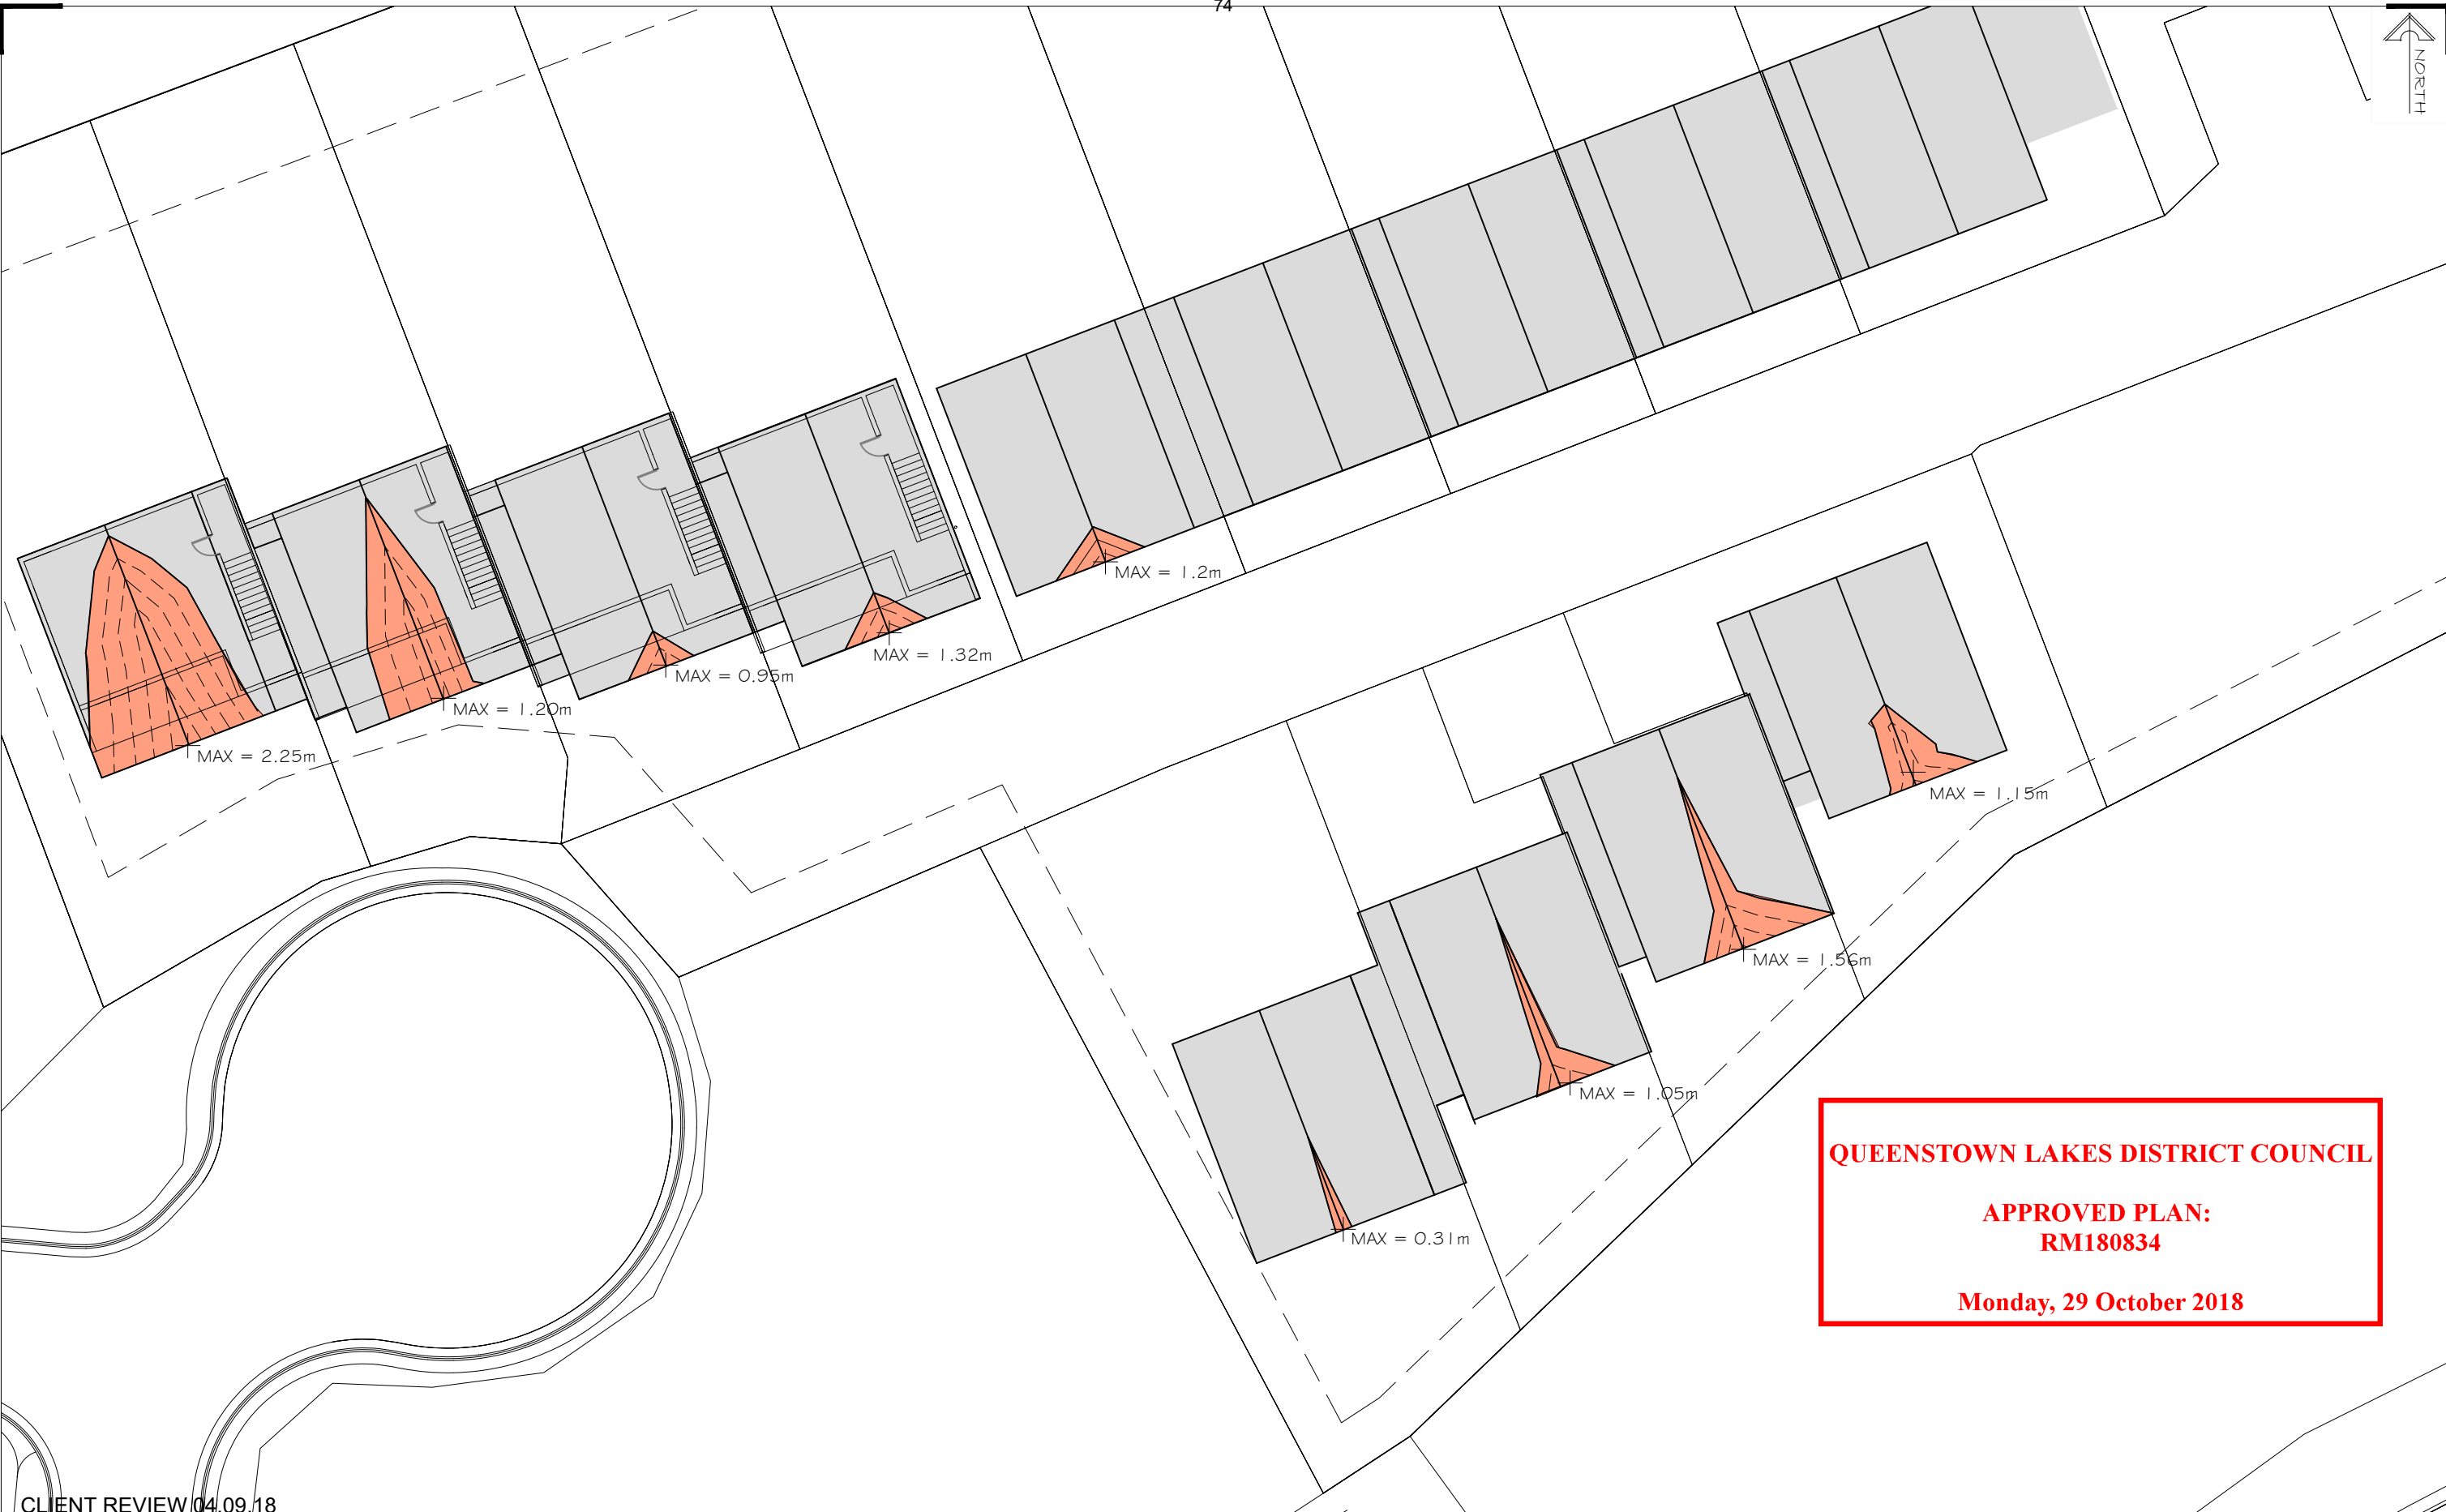 74
NORTH
MAX = 1.2m
MAX = 1.32m
MAX = 0.95m
MAX = 1.20m
MAX = 2.25m
MAX = 1.15m
MAX = 1.56m
MAX = 1.05m
MAX = 0.31m
QUEENSTOWN LAKES DISTRICT COUNCIL
APPROVED PLAN:
RM180834
Monday, 29 October 2018
CLIENT REVIEW 04.09.18